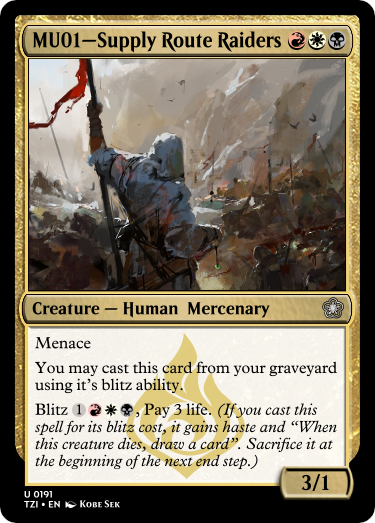 MU01—Supply Route Raiders
Creature — Human Mercenary
Menace
You may cast this card from your graveyard
using it's blitz ability.
Blitz 1, Pay 3 life. (If you cast this
spell for its blitz cost, it gains haste and “When
this creature dies, draw a card”. Sacrifice it at
the beginning of the next end step.)
3/1
U 0191
TZI • EN Kobe Sek